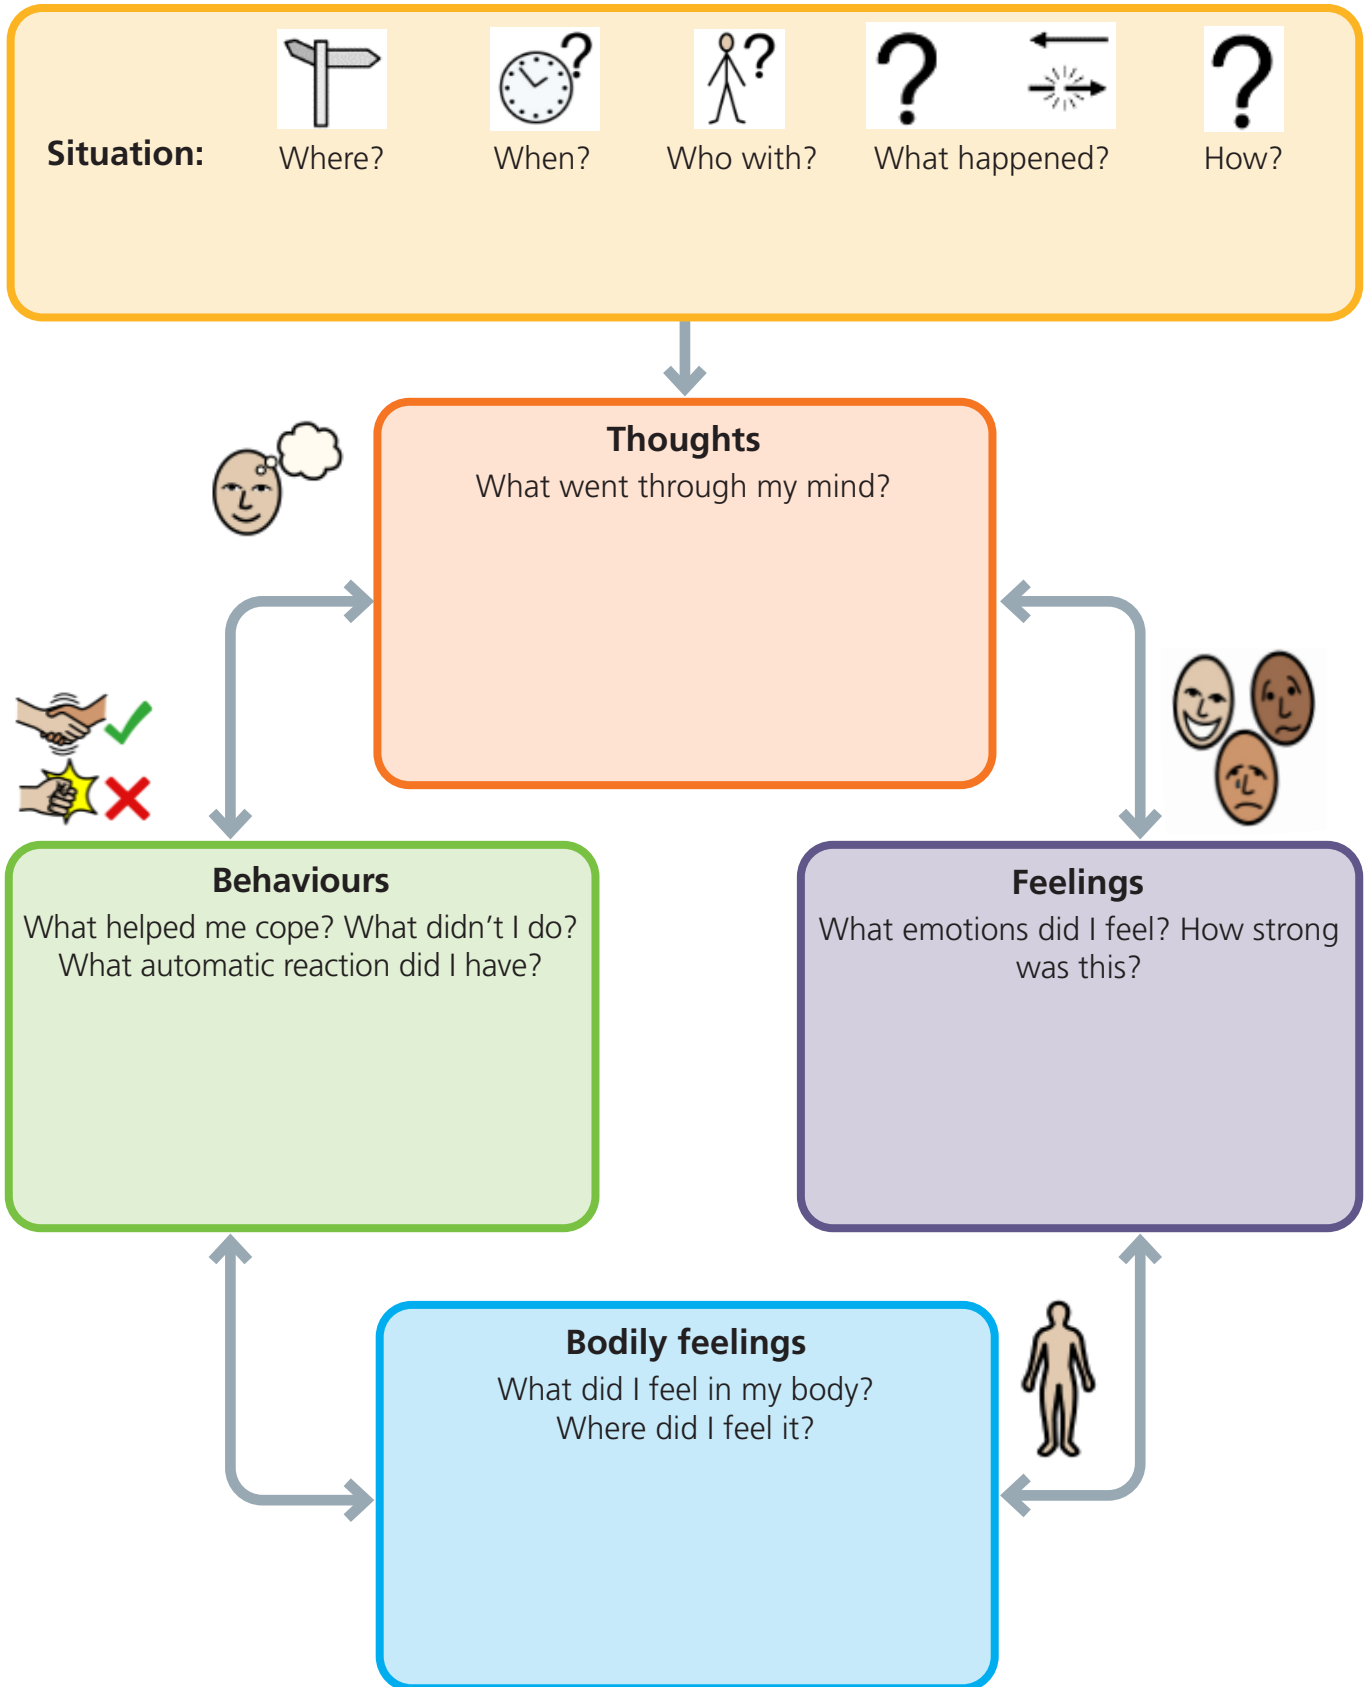 Situation: Where? When? Who with? What happened? How?
Thoughts
What went through my mind?
Behaviours
What helped me cope? What didn't I do?
What automatic reaction did I have?
Feelings
What emotions did I feel? How strong
was this?
Bodily feelings
What did I feel in my body?
Where did I feel it?